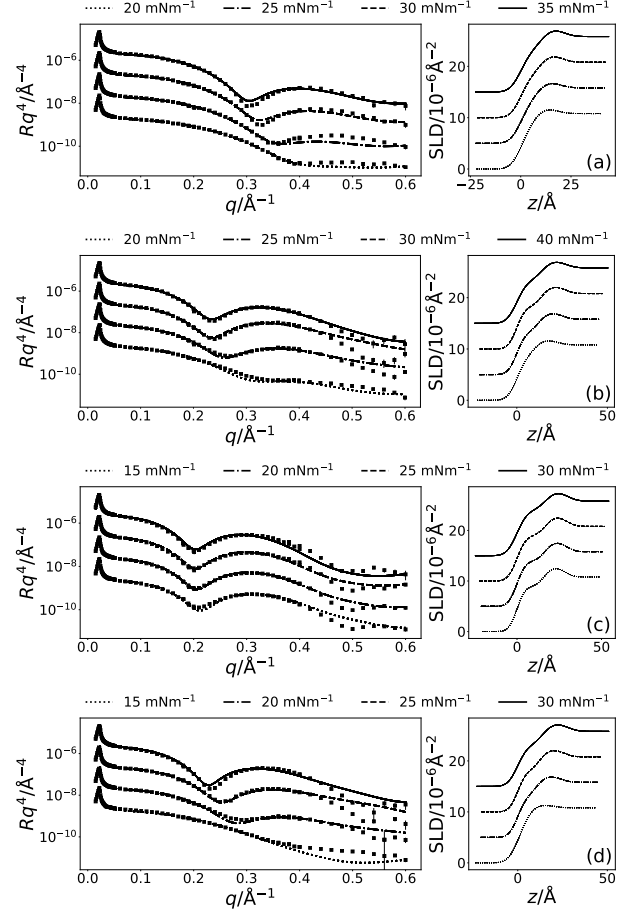 20 mNm⁻¹ 25 mNm⁻¹ 30 mNm⁻¹ 35 mNm⁻¹
Rq⁴/Å⁻⁴
10⁻⁶
10⁻⁸
10⁻¹⁰
0.0 0.1 0.2 0.3 0.4 0.5 0.6
q/Å⁻¹
SLD/10⁻⁶Å⁻²
20
10
0
−25 0 25
z/Å
(a)
20 mNm⁻¹ 25 mNm⁻¹ 30 mNm⁻¹ 40 mNm⁻¹
Rq⁴/Å⁻⁴
10⁻⁶
10⁻⁸
10⁻¹⁰
0.0 0.1 0.2 0.3 0.4 0.5 0.6
q/Å⁻¹
SLD/10⁻⁶Å⁻²
20
10
0
0 50
z/Å
(b)
15 mNm⁻¹ 20 mNm⁻¹ 25 mNm⁻¹ 30 mNm⁻¹
Rq⁴/Å⁻⁴
10⁻⁶
10⁻⁸
10⁻¹⁰
0.0 0.1 0.2 0.3 0.4 0.5 0.6
q/Å⁻¹
SLD/10⁻⁶Å⁻²
20
10
0
0 50
z/Å
(c)
15 mNm⁻¹ 20 mNm⁻¹ 25 mNm⁻¹ 30 mNm⁻¹
Rq⁴/Å⁻⁴
10⁻⁶
10⁻⁸
10⁻¹⁰
0.0 0.1 0.2 0.3 0.4 0.5 0.6
q/Å⁻¹
SLD/10⁻⁶Å⁻²
20
10
0
0 50
z/Å
(d)